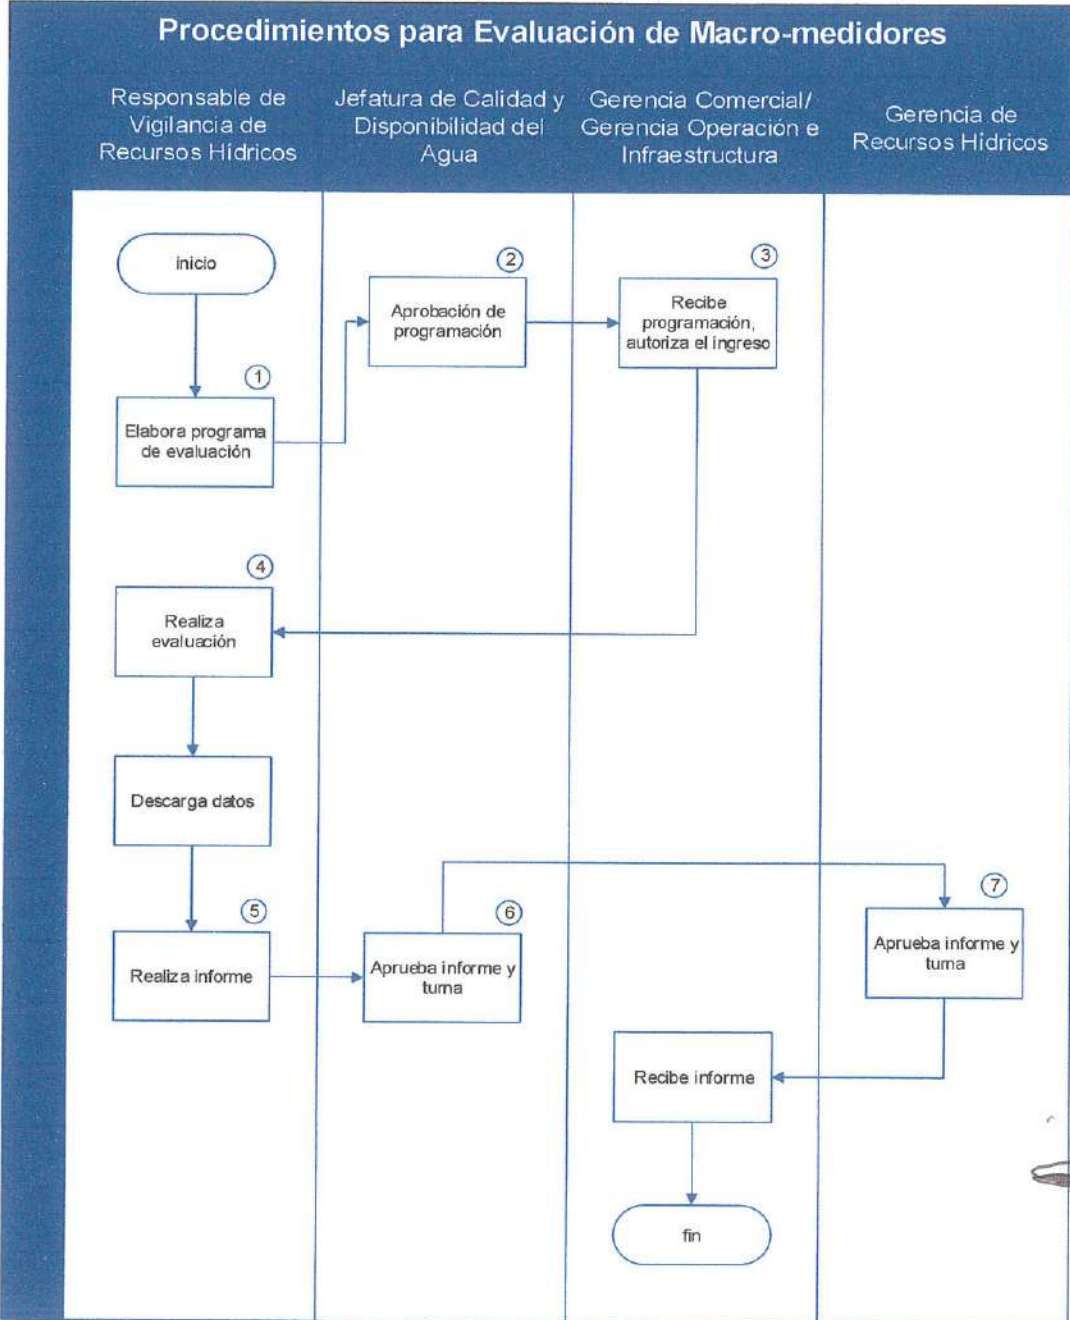 Procedimientos para Evaluación de Macro-medidores
Responsable de
Vigilancia de
Recursos Hídricos
Jefatura de Calidad y
Disponibilidad del
Agua
Gerencia Comercial/
Gerencia Operación e
Infraestructura
Gerencia de
Recursos Hídricos
inicio
1
Elabora programa
de evaluación
2
Aprobación de
programación
3
Recibe
programación,
autoriza el ingreso
4
Realiza
evaluación
Descarga datos
5
Realiza informe
6
Aprueba informe y
turna
7
Aprueba informe y
turna
Recibe informe
fin